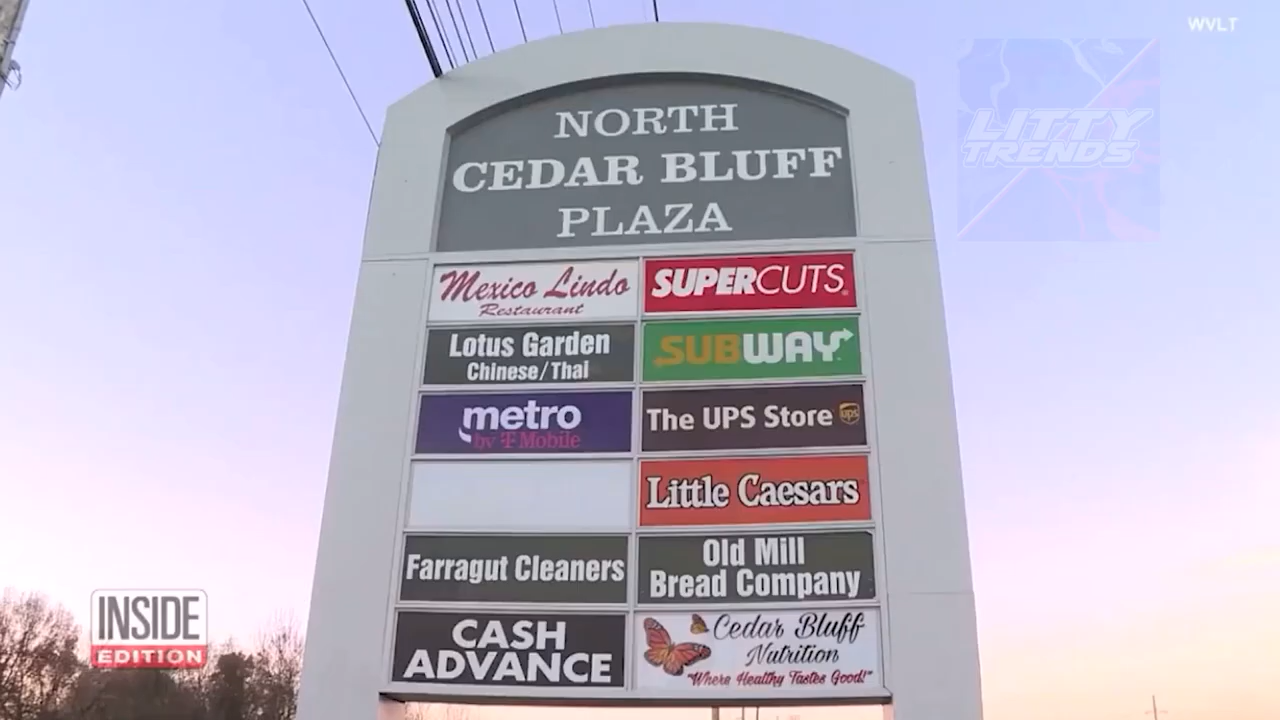 WVLT
LITTY
TRENDS
NORTH
CEDAR BLUFF
PLAZA
Mexico Lindo
Restaurant
SUPERCUTS®
Lotus Garden
Chinese/Thai
SUBWAY
metro
by T Mobile
The UPS Store ups
Little Caesars
Farragut Cleaners
Old Mill
Bread Company
CASH
ADVANCE
Cedar Bluff
Nutrition
"Where Healthy Tastes Good!"
INSIDE
EDITION